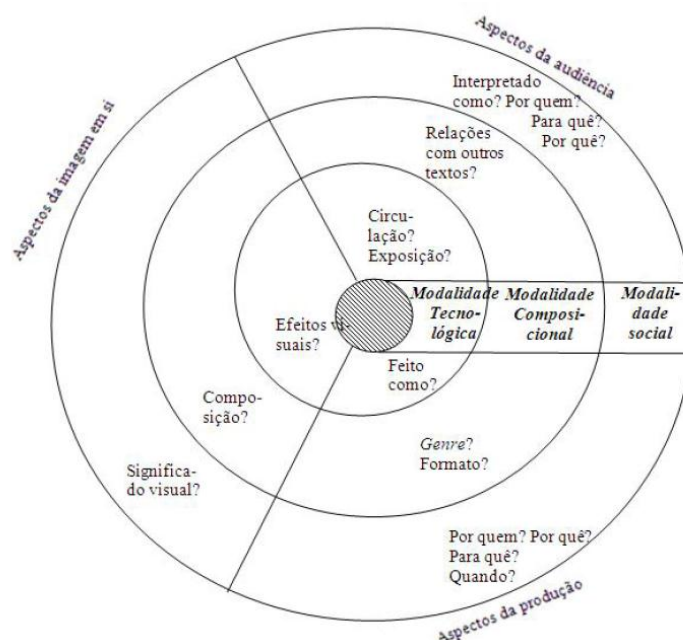 Aspectos da audiência
Interpretado
como? Por quem?
Para quê?
Por quê?
Relações
com outros
textos?
Circu-
lação?
Exposição?
Aspectos da imagem em si
Modalidade
Tecno-
lógica
Modalidade
Composi-
cional
Modali-
dade
social
Efeitos vi-
suais?
Feito
como?
Compo-
sição?
Genre?
Formato?
Significa-
do visual?
Por quem? Por quê?
Para quê?
Quando?
Aspectos da produção